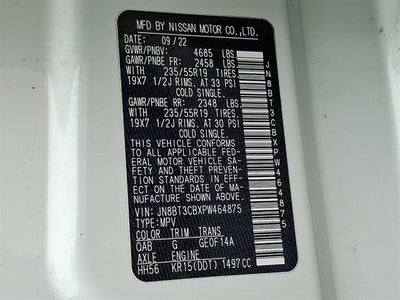 MFD BY NISSAN MOTOR CO.,LTD.
DATE: 09/22
GVWR/PNBV: 4685 LBS
GAWR/PNBE FR: 2458 LBS
WITH 235/55R19 TIRES
19X7 1/2J RIMS, AT 33 PSI
COLD SINGLE.
GAWR/PNBE RR: 2348 LBS
WITH 235/55R19 TIRES
19X7 1/2J RIMS, AT 30 PSI
COLD SINGLE.
THIS VEHICLE CONFORMS
TO ALL APPLICABLE FED-
ERAL MOTOR VEHICLE SA-
FETY AND THEFT PREVEN-
TION STANDARDS IN EFFE-
CT ON THE DATE OF MA-
NUFACTURE SHOWN ABOVE.
VIN: JN8BT3CBXPW464875
TYPE:MPV
COLOR TRIM TRANS
QAB G GE0F14A
AXLE ENGINE
HH56 KR15(DDT) 1497CC
JN8BT3CBXPW464875